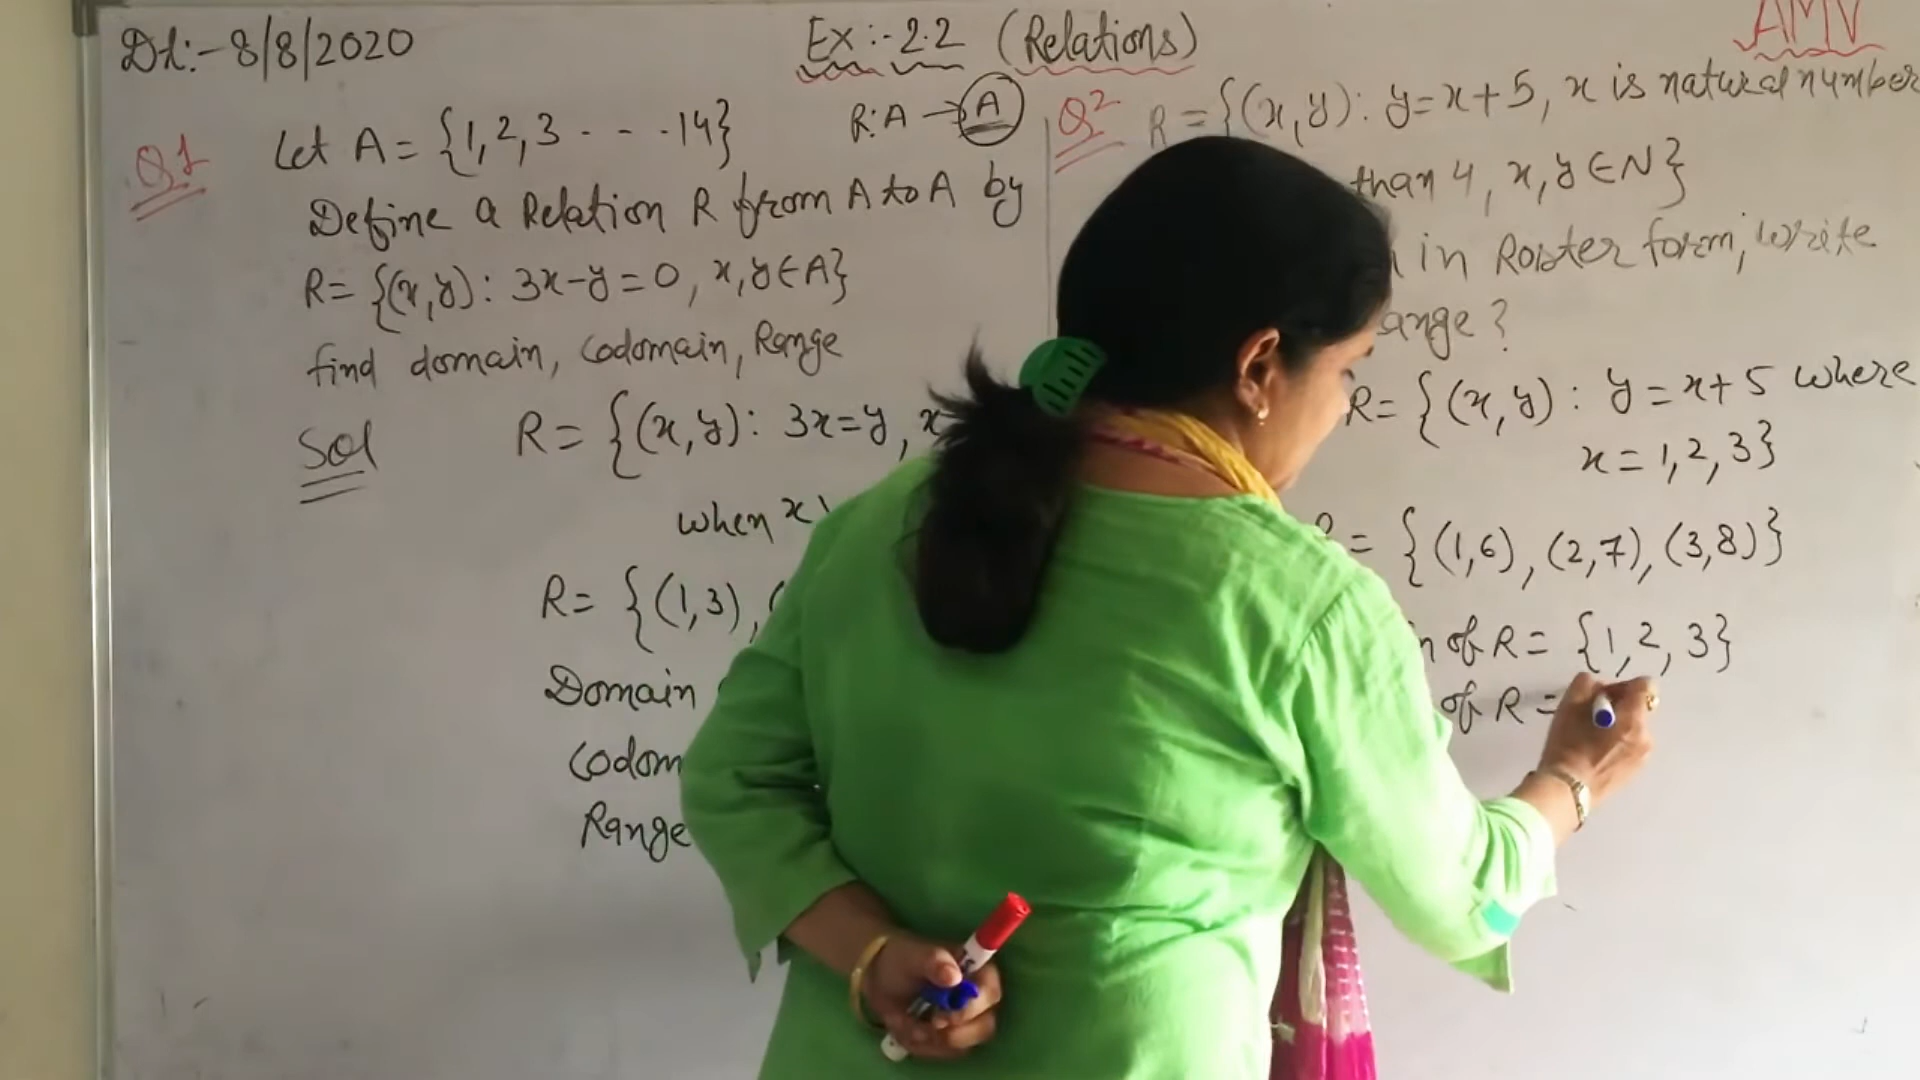 Dt:-8/8/2020
Ex:-2.2 (Relations)
AMV
Q1 Let A = {1,2,3 - - - 14} R:A → A
Define a Relation R from A to A by
R= {(x,y): 3x-y=0, x,y∈A}
find domain, codomain, Range
Sol R= {(x,y): 3x=y, x
when x
R= {(1,3), (
Domain
Codom
Range
Q2 R={(x,y): y=x+5, x is natural number
than 4, x,y∈N}
in Roster form, write
ange?
R= {(x,y): y=x+5 where
x=1,2,3}
= {(1,6), (2,7), (3,8)}
n of R= {1,2,3}
of R=